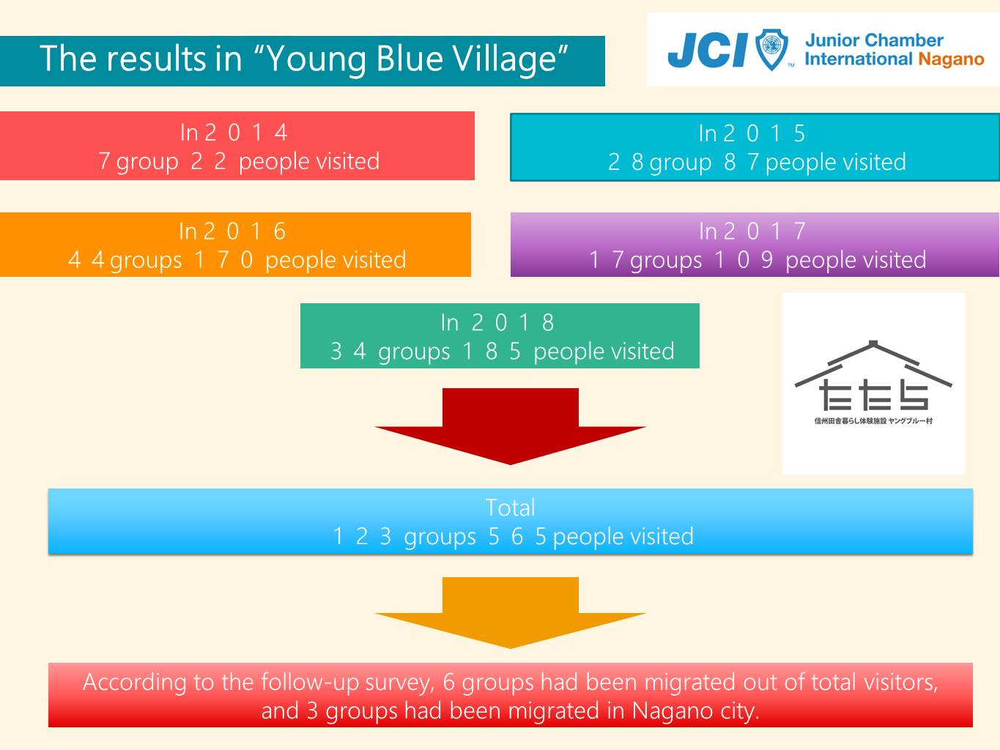 The results in “Young Blue Village”
JCI
TM
Junior Chamber
International Nagano
In２０１４
7 group ２２ people visited
In２０１５
２８group ８７people visited
In２０１６
４４groups １７０ people visited
In２０１７
１７groups １０９ people visited
In ２０１８
３４ groups １８５ people visited
たたら
信州田舎暮らし体験施設 ヤングブルー村
Total
１２３ groups ５６５people visited
According to the follow-up survey, 6 groups had been migrated out of total visitors,
and 3 groups had been migrated in Nagano city.